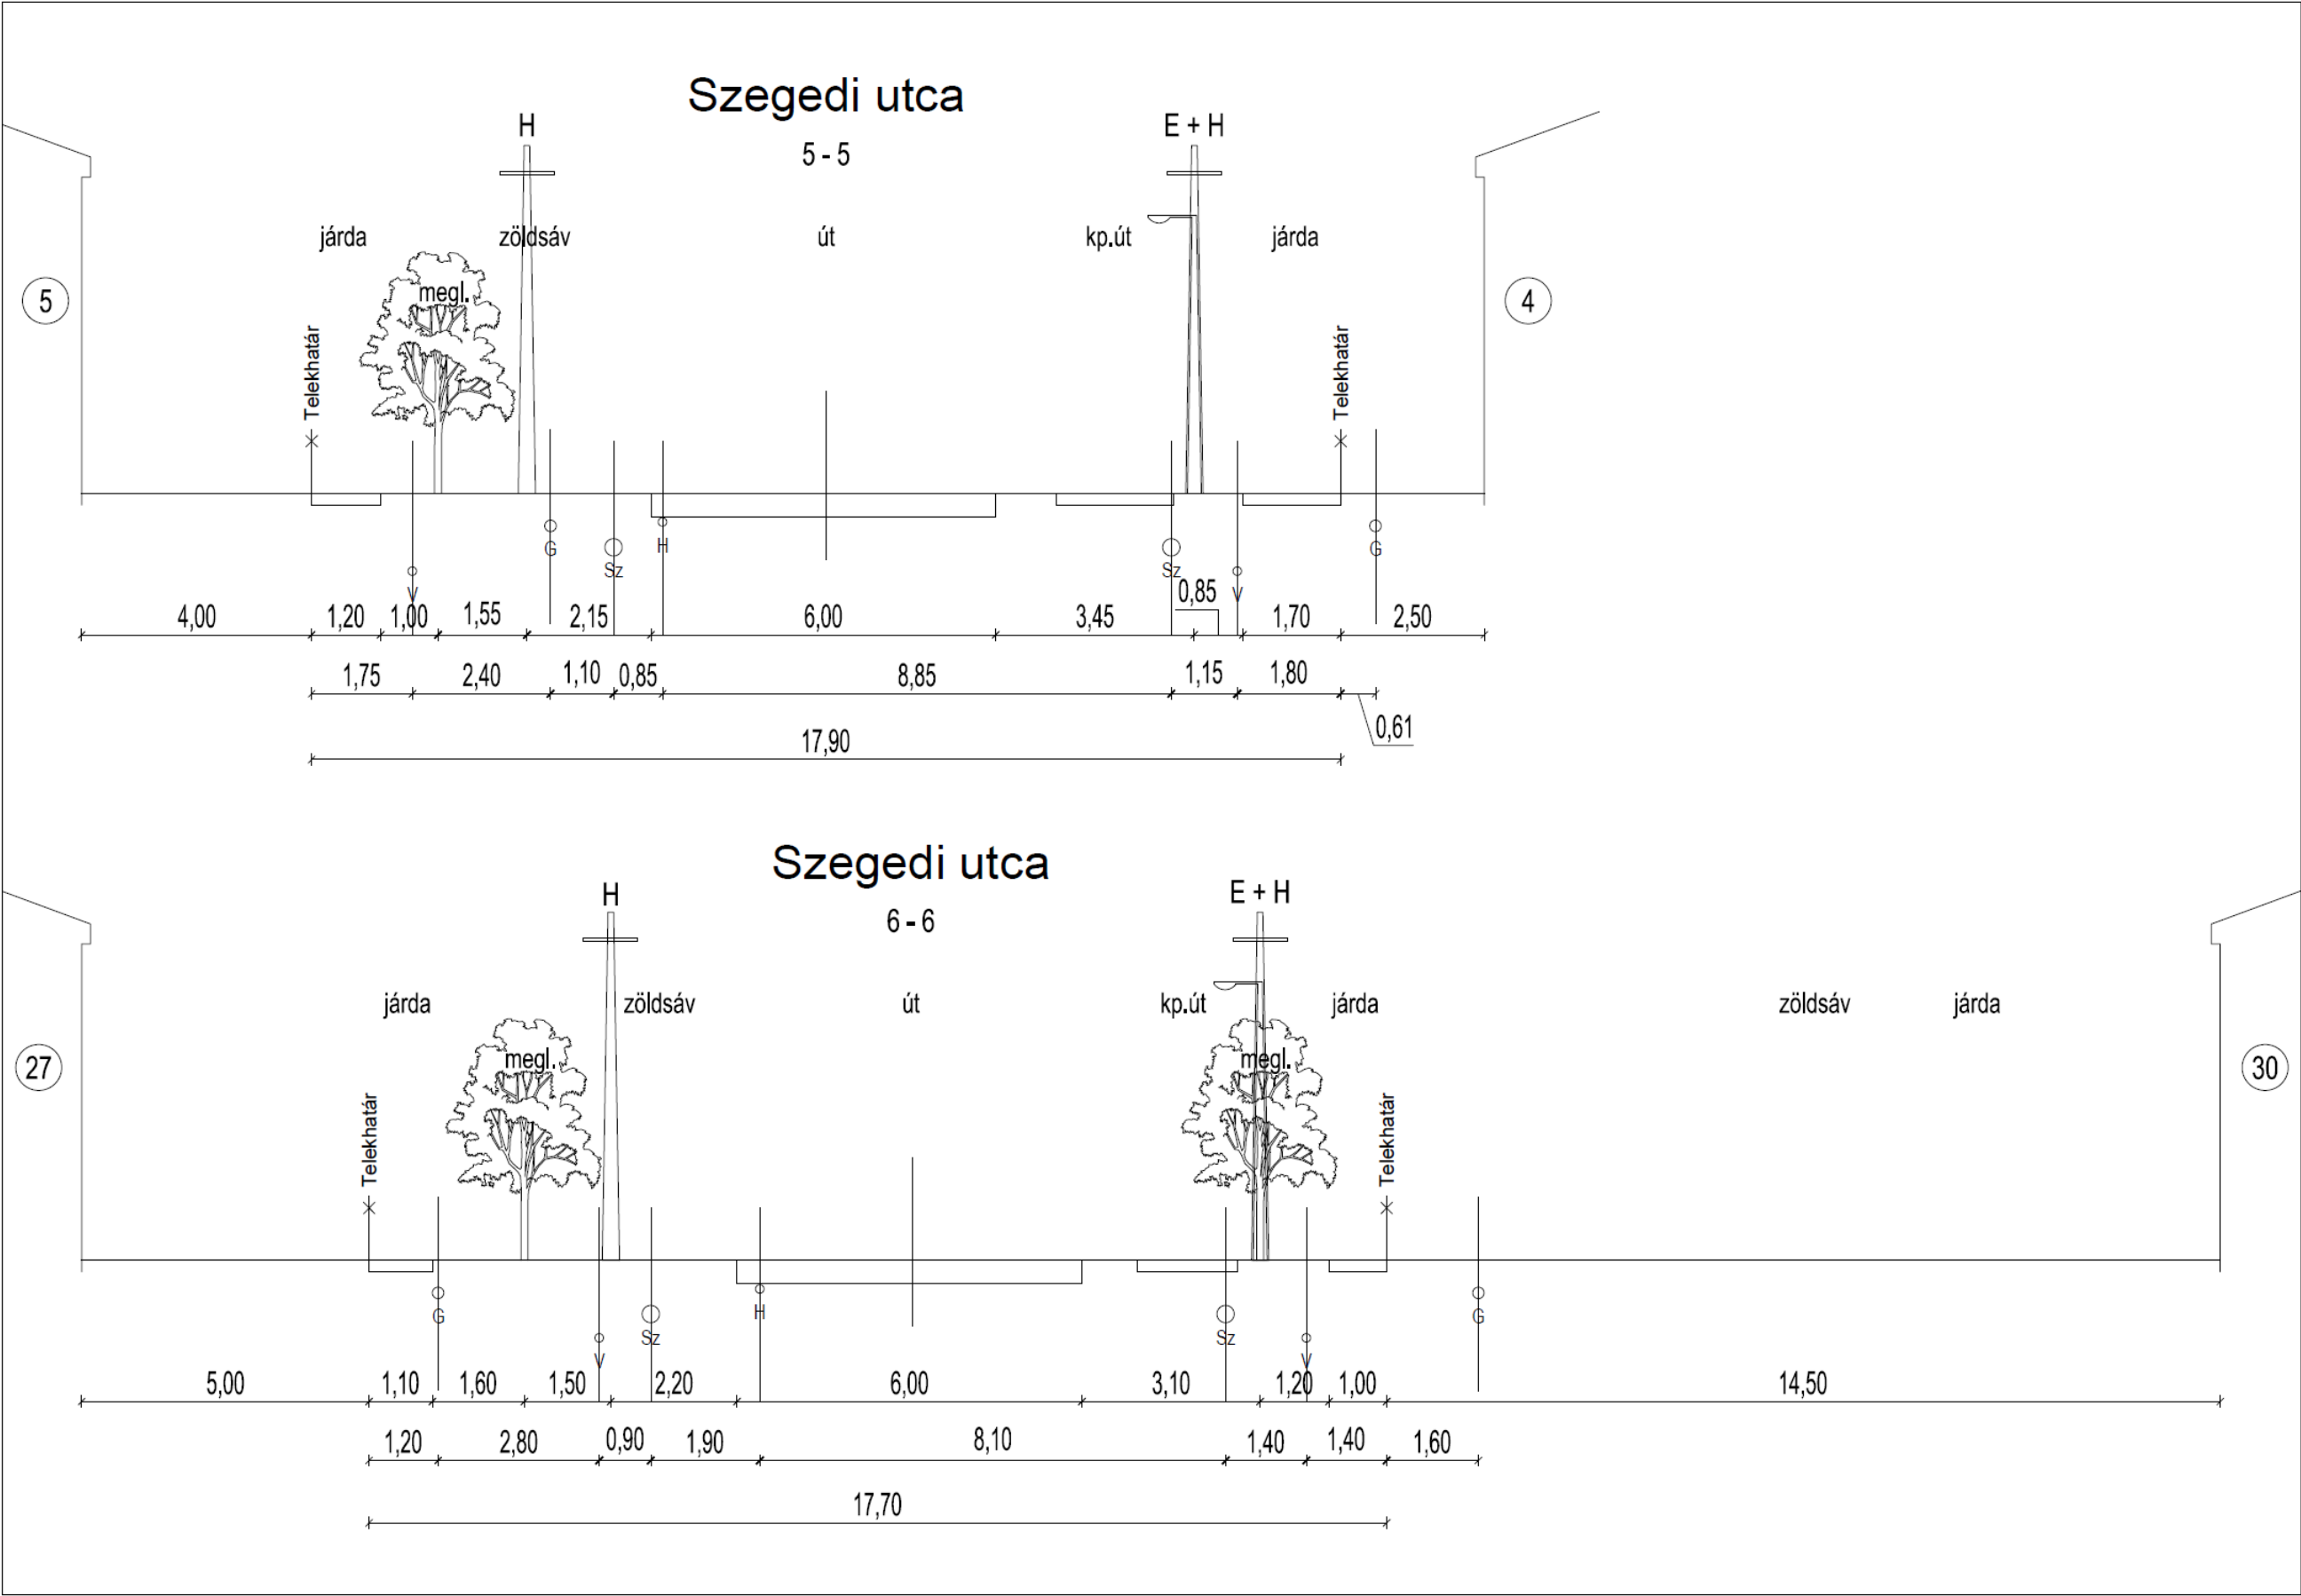 Szegedi utca
H
E + H
5 - 5
járda
zöldsáv
út
kp.út
járda
megl.
5
4
Telekhatár
Telekhatár
G
Sz
H
Sz
G
V
V
4,00
1,20
1,00
1,55
2,15
6,00
3,45
0,85
1,70
2,50
1,75
2,40
1,10
0,85
8,85
1,15
1,80
0,61
17,90
Szegedi utca
H
E + H
6 - 6
járda
zöldsáv
út
kp.út
járda
zöldsáv
járda
megl.
megl.
27
30
Telekhatár
Telekhatár
G
Sz
H
Sz
G
V
V
5,00
1,10
1,60
1,50
2,20
6,00
3,10
1,20
1,00
14,50
1,20
2,80
0,90
1,90
8,10
1,40
1,40
1,60
17,70